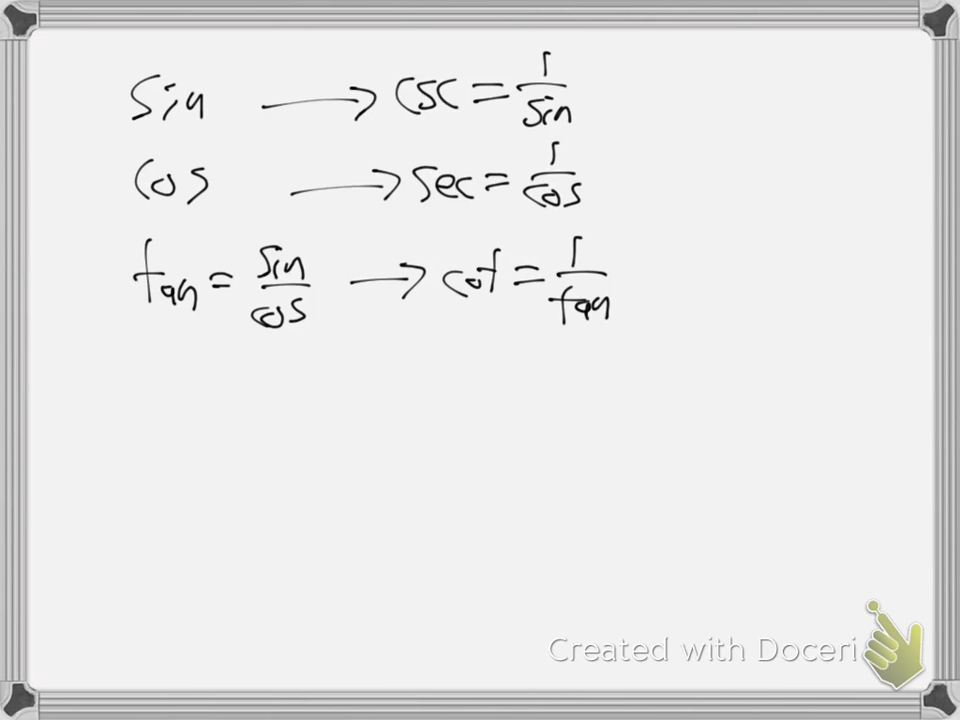 sin → csc = 1/sin
cos → sec = 1/cos
tan = sin/cos → cot = 1/tan
Created with Doceri